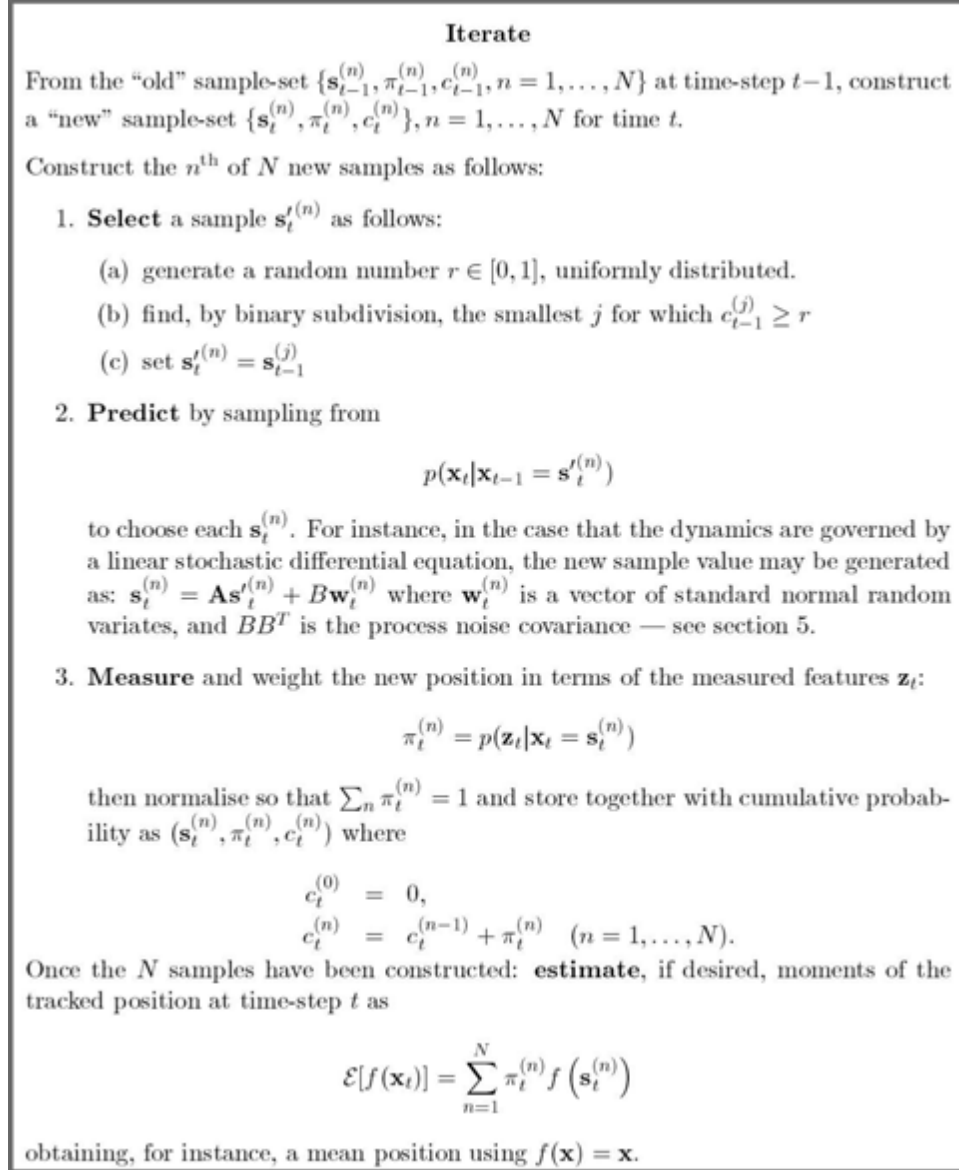 Iterate
From the “old” sample-set {s_{t−1}^{(n)}, π_{t−1}^{(n)}, c_{t−1}^{(n)}, n = 1, . . . , N} at time-step t−1, construct
a “new” sample-set {s_t^{(n)}, π_t^{(n)}, c_t^{(n)}}, n = 1, . . . , N for time t.
Construct the n^{th} of N new samples as follows:
1. Select a sample s′_t^{(n)} as follows:
(a) generate a random number r ∈ [0, 1], uniformly distributed.
(b) find, by binary subdivision, the smallest j for which c_{t−1}^{(j)} ≥ r
(c) set s′_t^{(n)} = s_{t−1}^{(j)}
2. Predict by sampling from
p(x_t|x_{t−1} = s′_t^{(n)})
to choose each s_t^{(n)}. For instance, in the case that the dynamics are governed by
a linear stochastic differential equation, the new sample value may be generated
as: s_t^{(n)} = As′_t^{(n)} + Bw_t^{(n)} where w_t^{(n)} is a vector of standard normal random
variates, and BB^T is the process noise covariance — see section 5.
3. Measure and weight the new position in terms of the measured features z_t:
π_t^{(n)} = p(z_t|x_t = s_t^{(n)})
then normalise so that ∑_n π_t^{(n)} = 1 and store together with cumulative probab-
ility as (s_t^{(n)}, π_t^{(n)}, c_t^{(n)}) where
c_t^{(0)} = 0,
c_t^{(n)} = c_t^{(n−1)} + π_t^{(n)} (n = 1, . . . , N).
Once the N samples have been constructed: estimate, if desired, moments of the
tracked position at time-step t as
ℰ[f(x_t)] = ∑_{n=1}^{N} π_t^{(n)} f (s_t^{(n)})
obtaining, for instance, a mean position using f(x) = x.